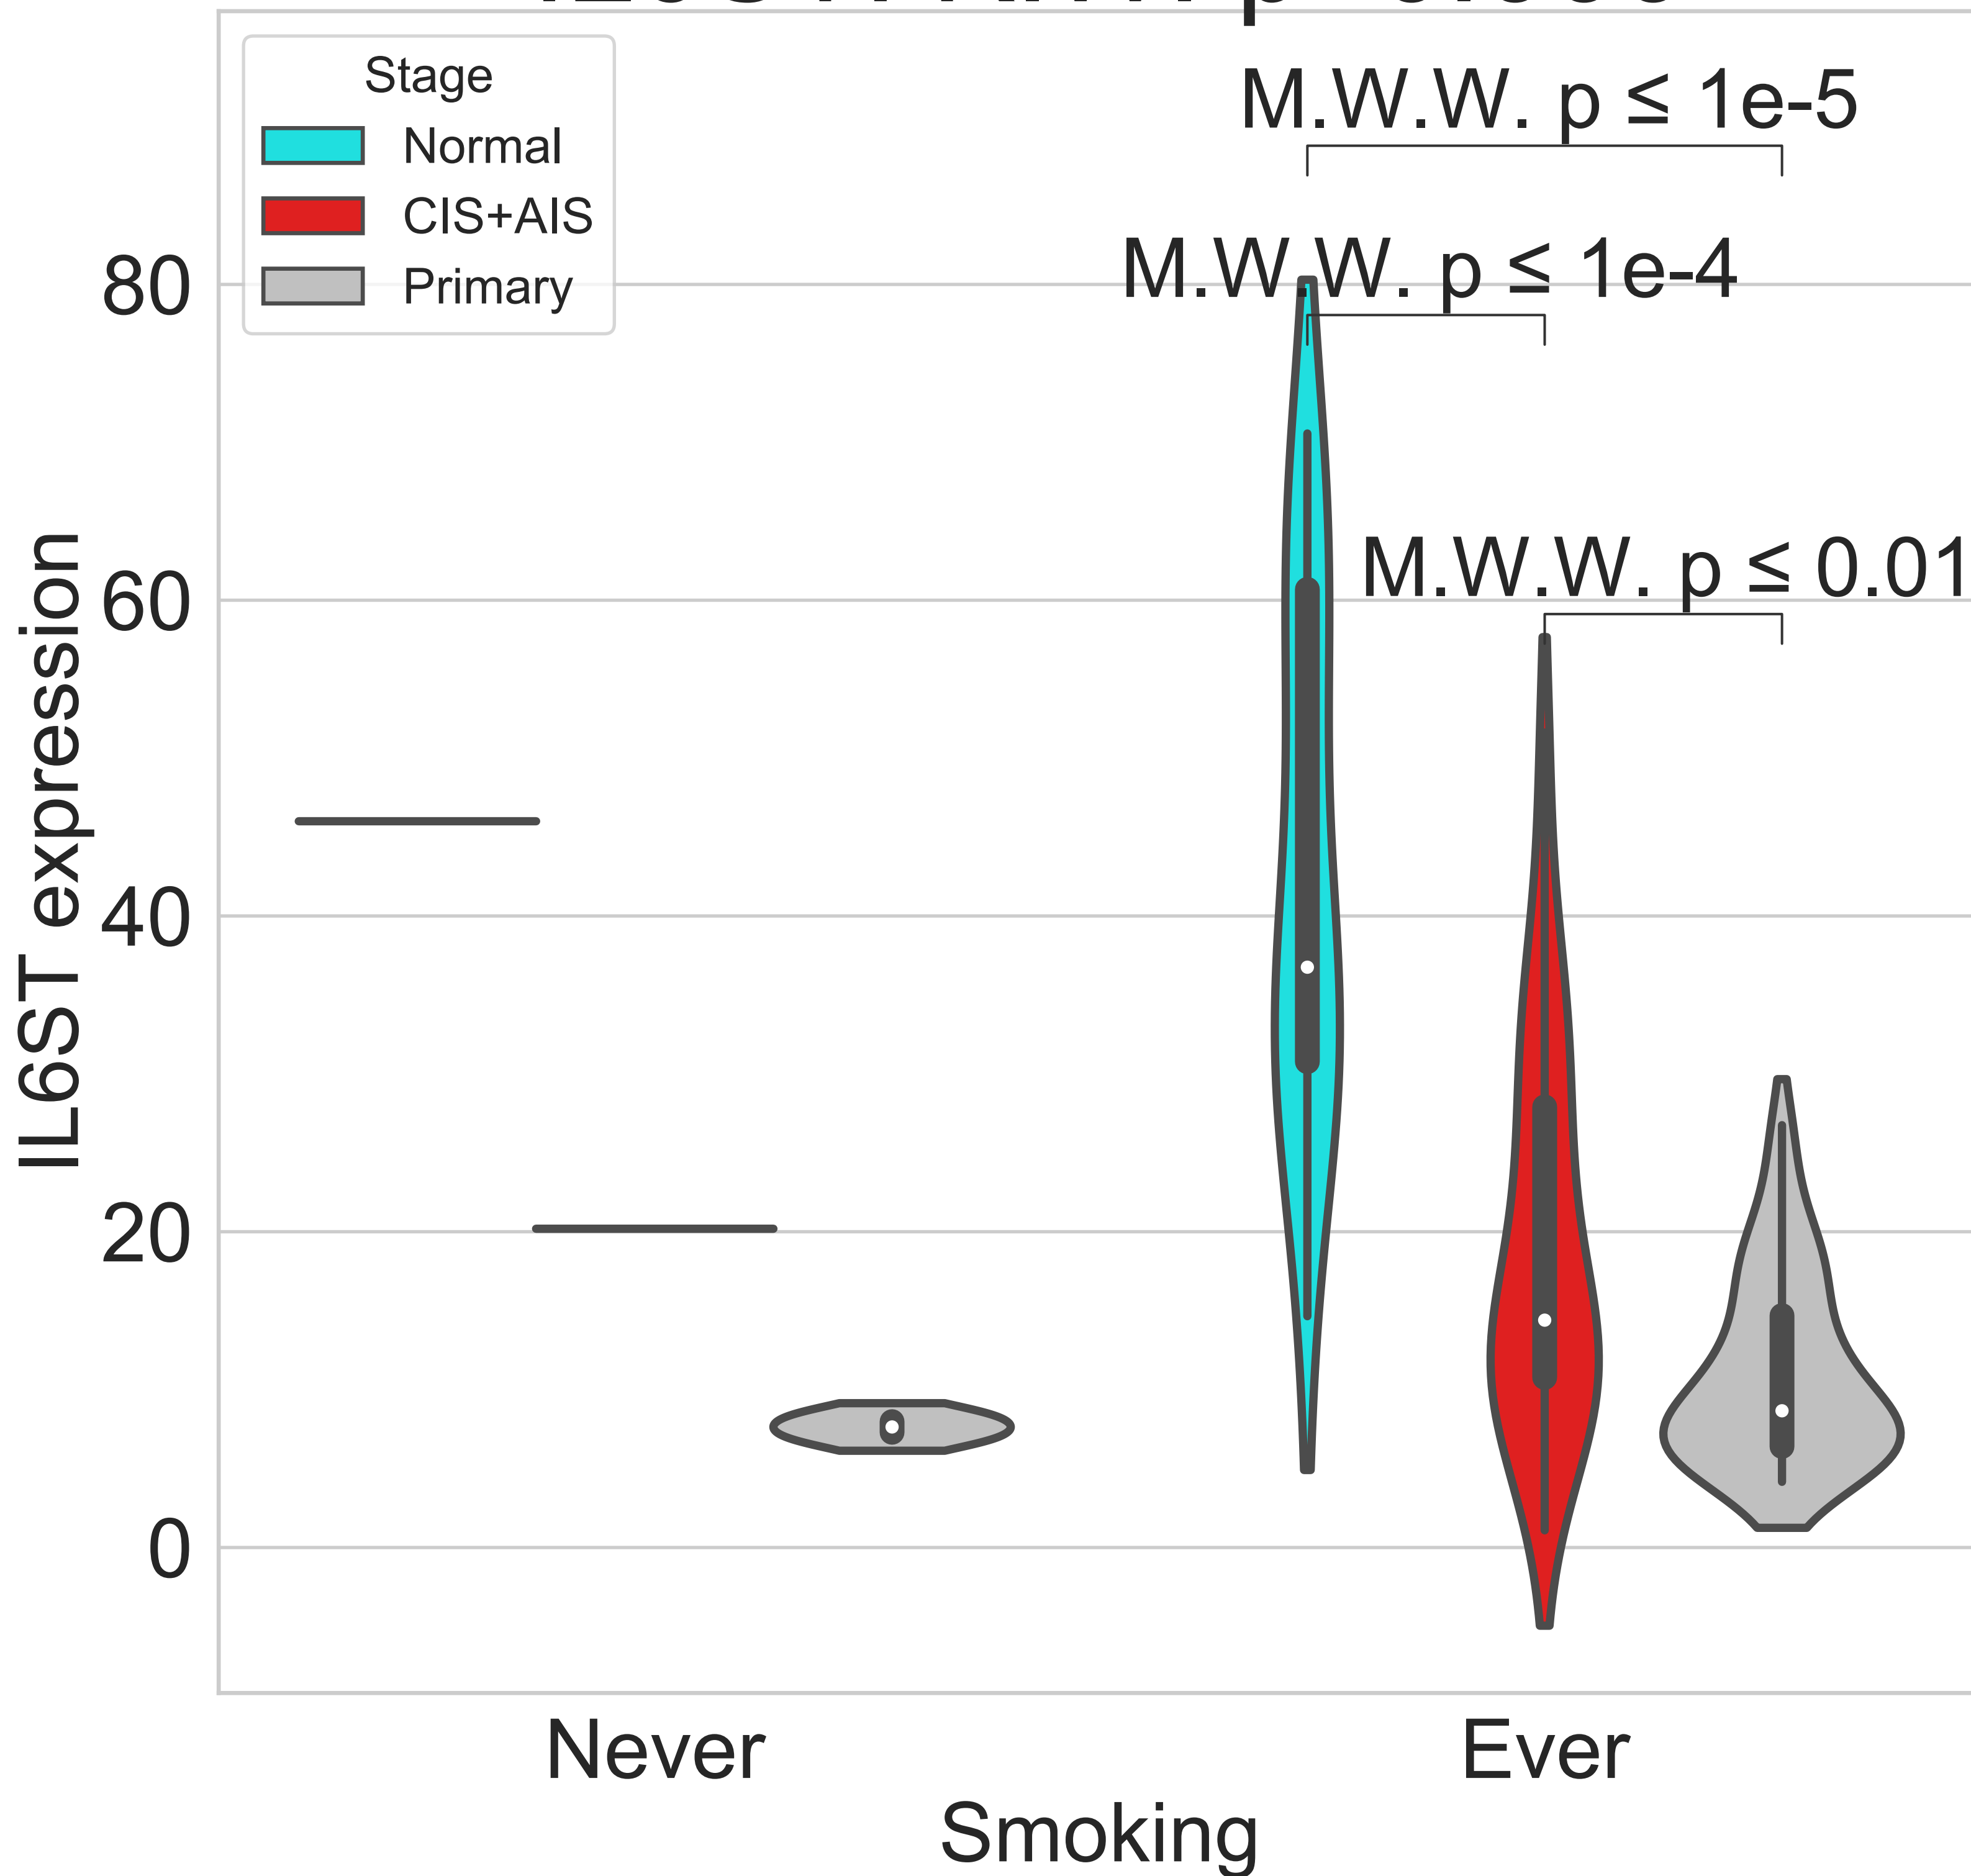 Stage
Normal
CIS+AIS
Primary
M.W.W. p ≤ 1e-5
M.W.W. p ≤ 1e-4
M.W.W. p ≤ 0.01
80
60
40
20
0
IL6ST expression
Never
Ever
Smoking